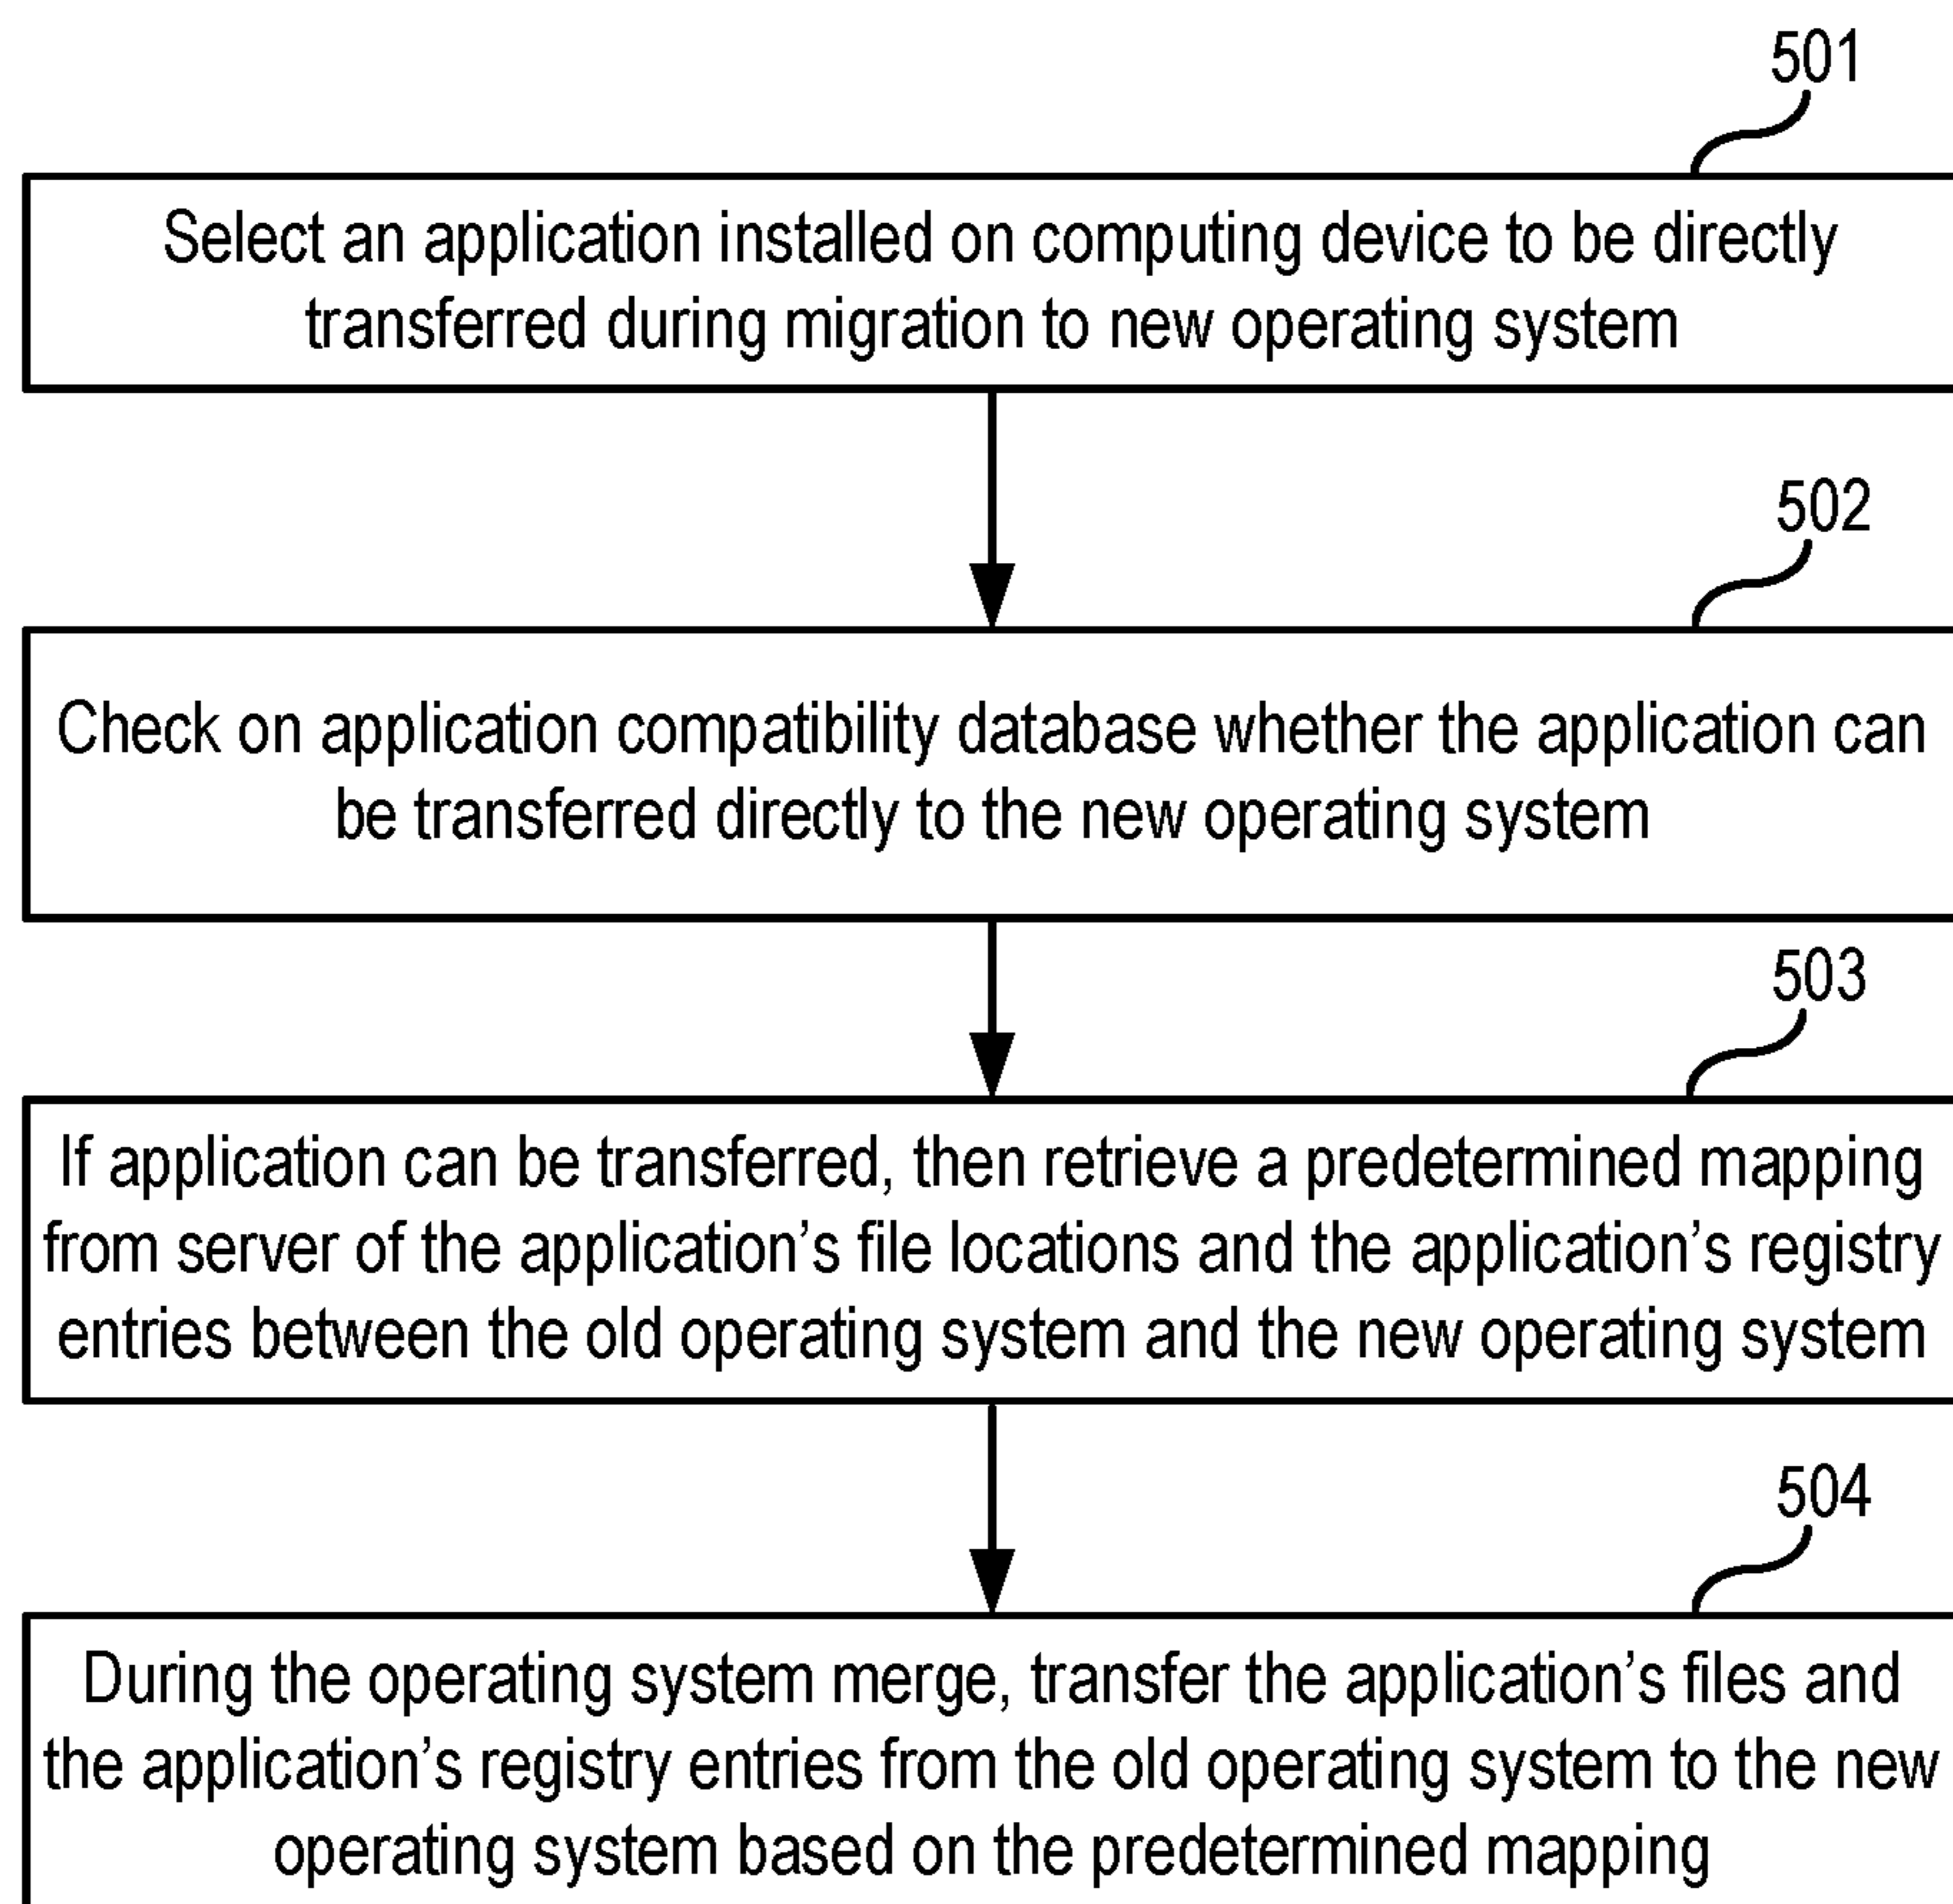 501
Select an application installed on computing device to be directly
transferred during migration to new operating system
502
Check on application compatibility database whether the application can
be transferred directly to the new operating system
503
If application can be transferred, then retrieve a predetermined mapping
from server of the application’s file locations and the application’s registry
entries between the old operating system and the new operating system
504
During the operating system merge, transfer the application’s files and
the application’s registry entries from the old operating system to the new
operating system based on the predetermined mapping